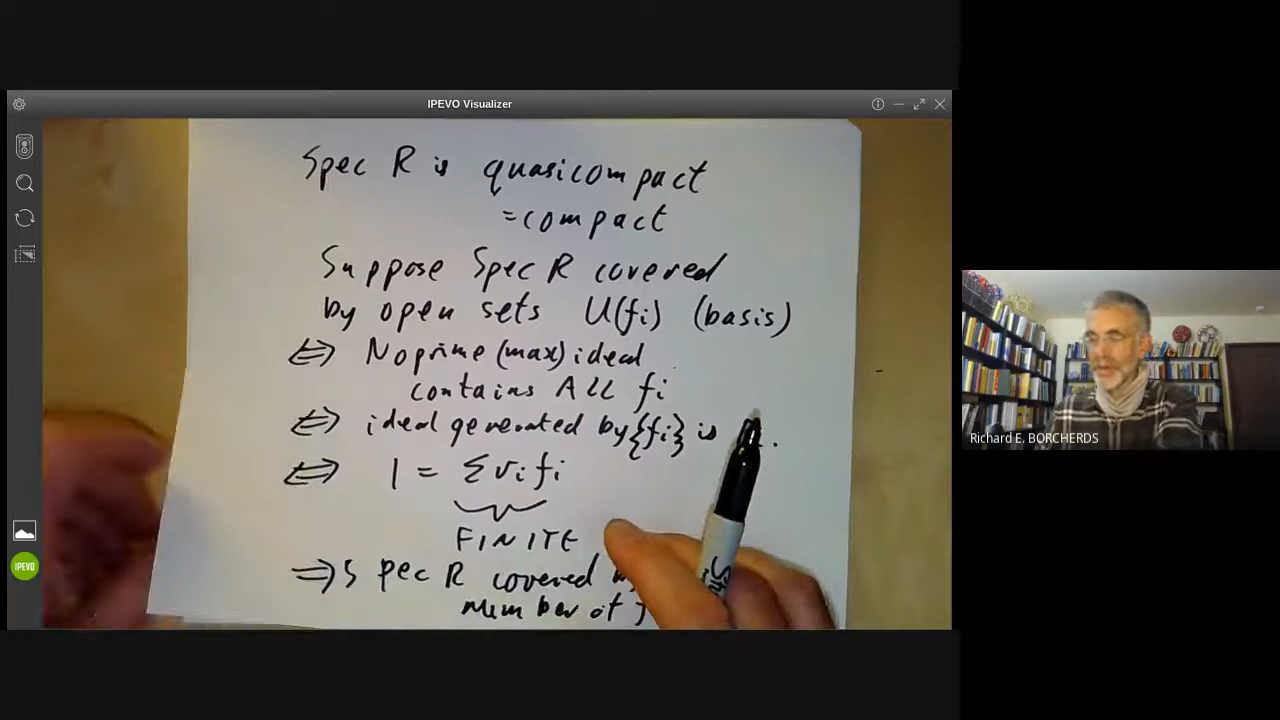 IPEVO Visualizer
Spec R is quasicompact
= compact
Suppose Spec R covered
by open sets U(fi) (basis)
⇔ No prime (max) ideal
contains ALL fi
⇔ ideal generated by {fi} is
⇔ 1 = Σ ri fi
FINITE
⇒ Spec R covered
number of
IPEVO
Richard E. BORCHERDS